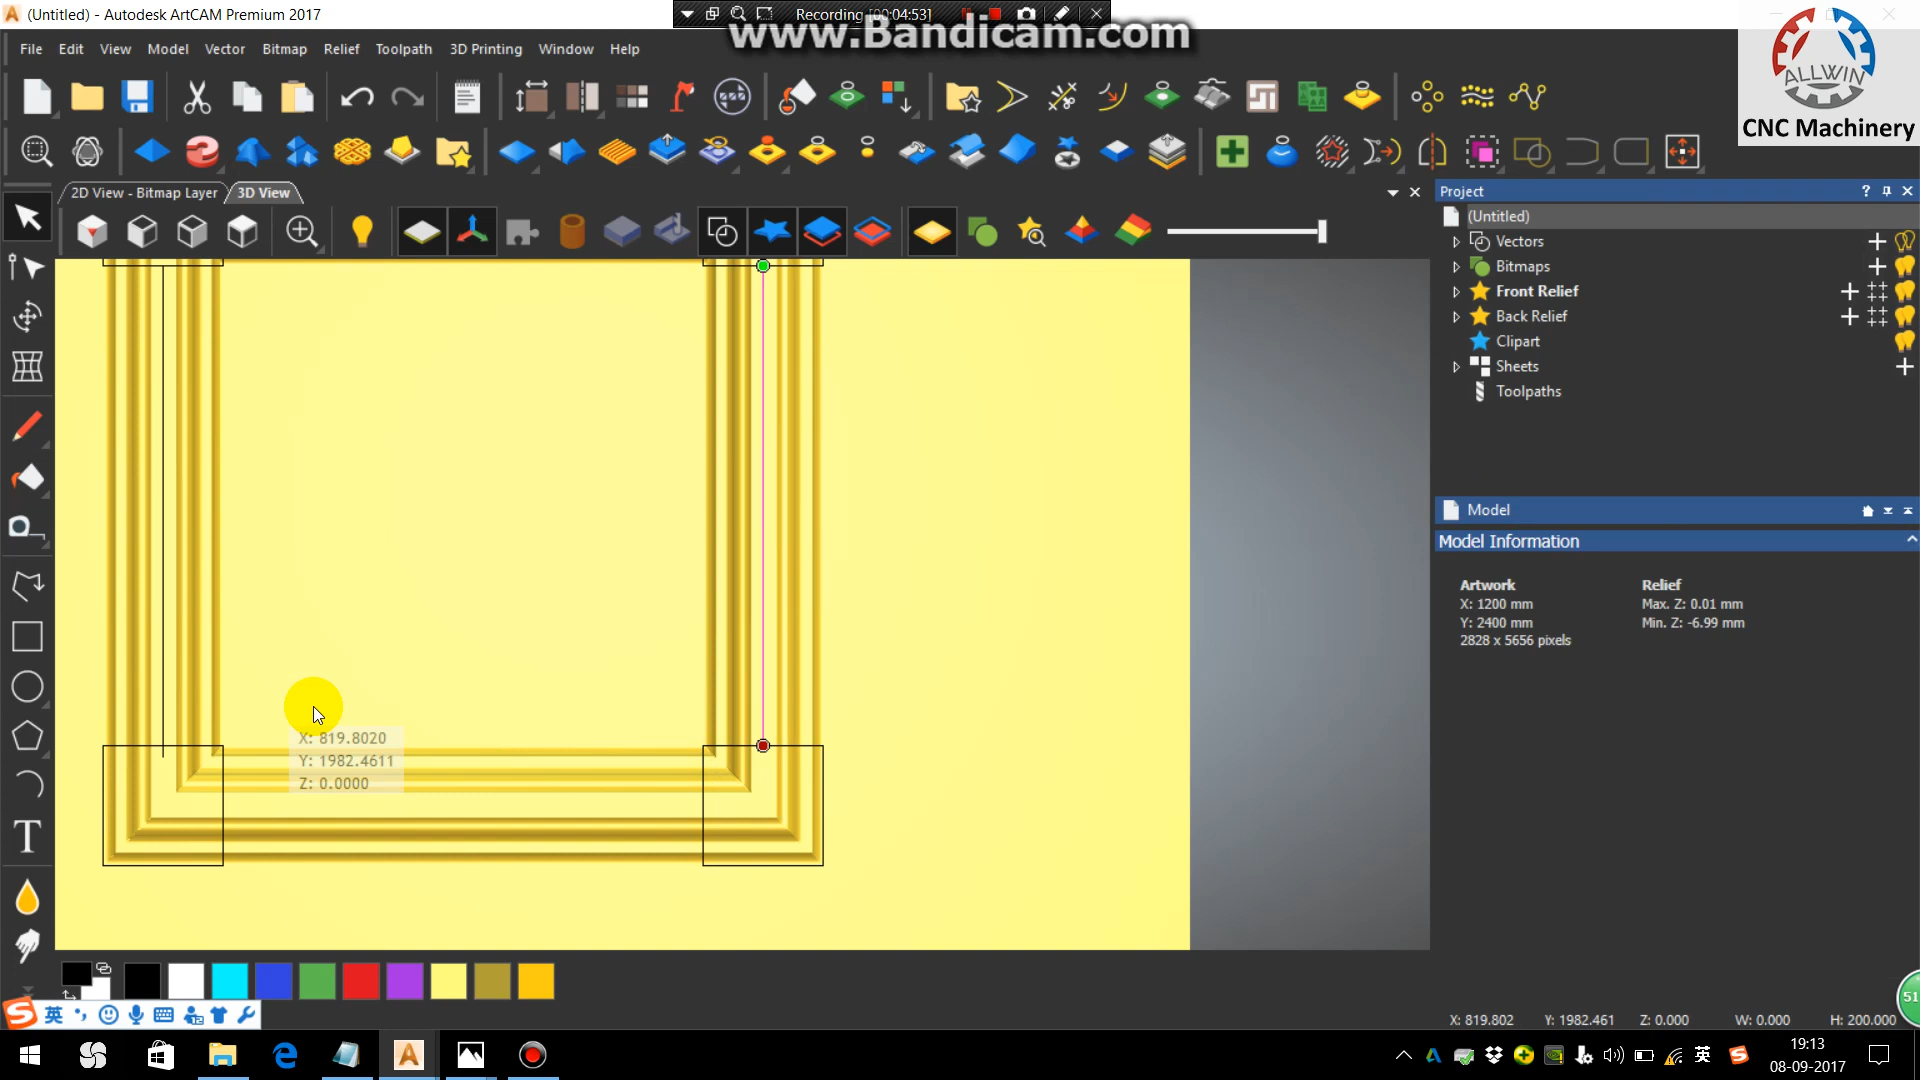 (Untitled) - Autodesk ArtCAM Premium 2017
Recording [00:04:53]
www.Bandicam.com
File Edit View Model Vector Bitmap Relief Toolpath 3D Printing Window Help
ALLWIN
CNC Machinery
2D View - Bitmap Layer
3D View
Project
(Untitled)
Vectors
Bitmaps
Front Relief
Back Relief
Clipart
Sheets
Toolpaths
Model
Model Information
Artwork
X: 1200 mm
Y: 2400 mm
2828 x 5656 pixels
Relief
Max. Z: 0.01 mm
Min. Z: -6.99 mm
X: 819.8020
Y: 1982.4611
Z: 0.0000
T
英
51
X: 819.802 Y: 1982.461 Z: 0.000 W: 0.000 H: 200.000
英
19:13
08-09-2017